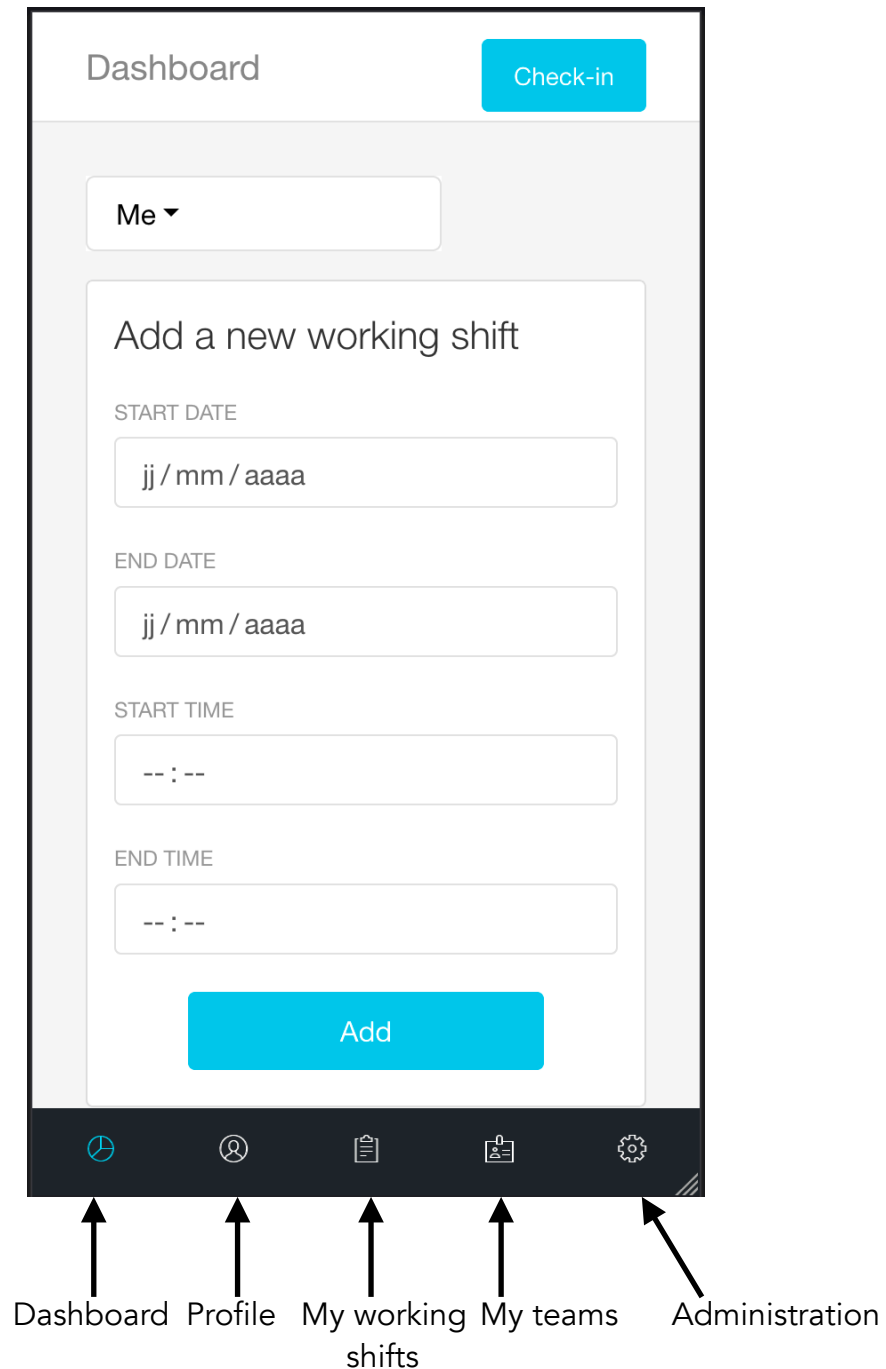 Dashboard
Check-in
Me
Add a new working shift
START DATE
jj / mm / aaaa
END DATE
jj / mm / aaaa
START TIME
-- : --
END TIME
-- : --
Add
Dashboard Profile My working My teams Administration
shifts